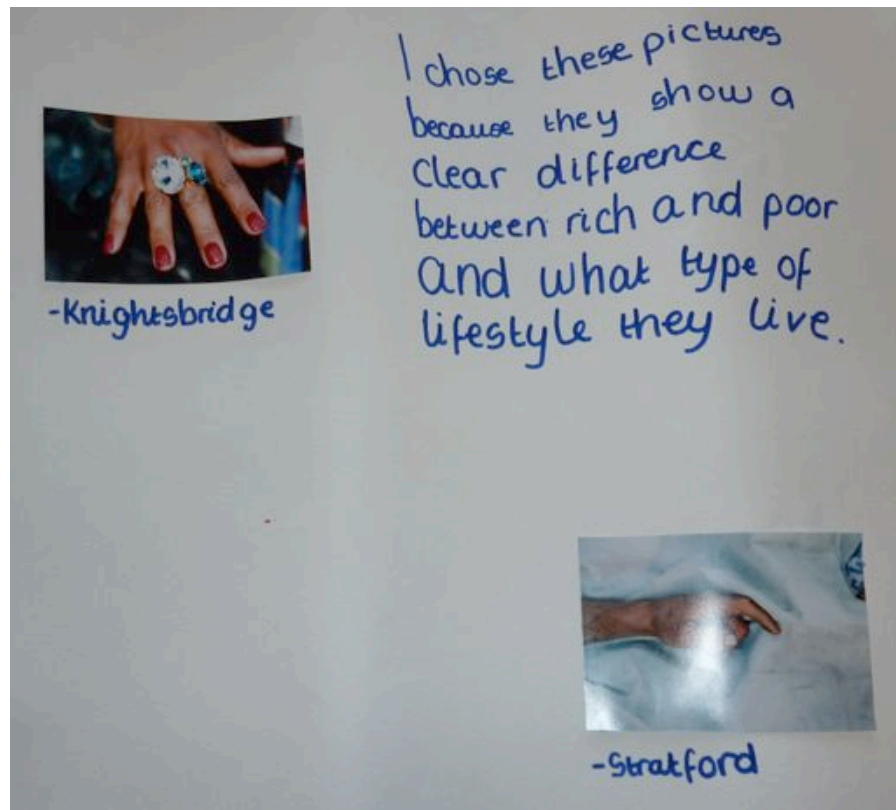 I chose these pictures
because they show a
clear difference
between rich and poor
and what type of
lifestyle they live.
-Knightsbridge
-Stratford